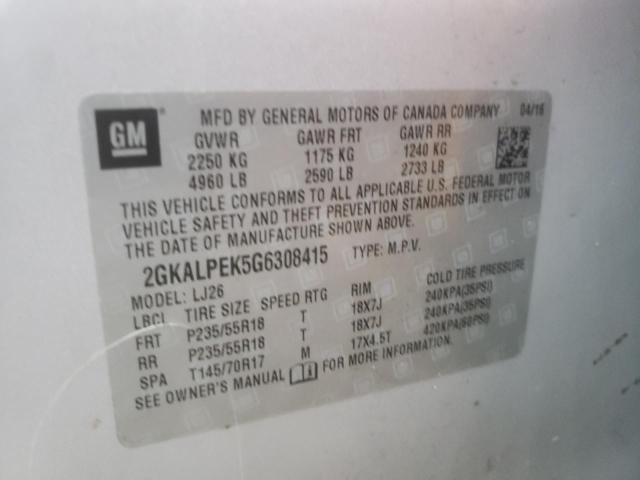 GM
MFD BY GENERAL MOTORS OF CANADA COMPANY 04/16
GVWR GAWR FRT GAWR RR
2250 KG 1175 KG 1240 KG
4960 LB 2590 LB 2733 LB
THIS VEHICLE CONFORMS TO ALL APPLICABLE U.S. FEDERAL MOTOR
VEHICLE SAFETY AND THEFT PREVENTION STANDARDS IN EFFECT ON
THE DATE OF MANUFACTURE SHOWN ABOVE.
2GKALPEK5G6308415 TYPE: M.P.V.
MODEL: LJ26
LBCL TIRE SIZE SPEED RTG RIM COLD TIRE PRESSURE
FRT P235/55R18 T 18X7J 240KPA(35PSI)
RR P235/55R18 T 18X7J 240KPA(35PSI)
SPA T145/70R17 M 17X4.5T 420KPA(60PSI)
SEE OWNER'S MANUAL FOR MORE INFORMATION.